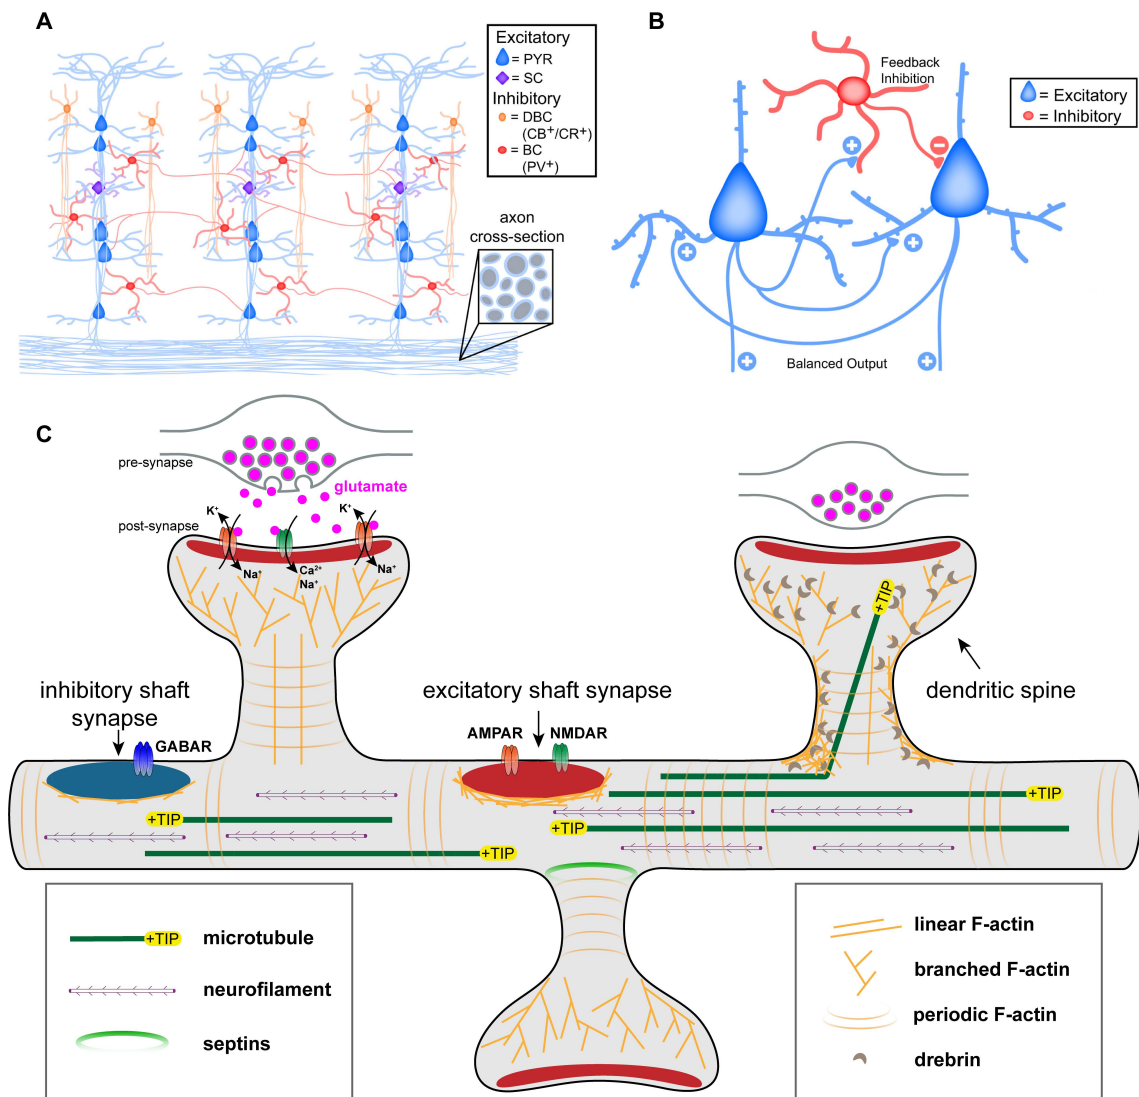 A
Excitatory
= PYR
= SC
Inhibitory
= DBC
(CB⁺/CR⁺)
= BC
(PV⁺)
axon
cross-section
B
Feedback
Inhibition
= Excitatory
= Inhibitory
+
−
+
+
+
Balanced Output
+
C
pre-synapse
glutamate
post-synapse
K⁺
K⁺
Na⁺
Ca²⁺
Na⁺
Na⁺
+TIP
dendritic spine
inhibitory shaft
synapse
GABAR
excitatory shaft synapse
AMPAR
NMDAR
+TIP
+TIP
+TIP
+TIP
+TIP
microtubule
neurofilament
septins
linear F-actin
branched F-actin
periodic F-actin
drebrin